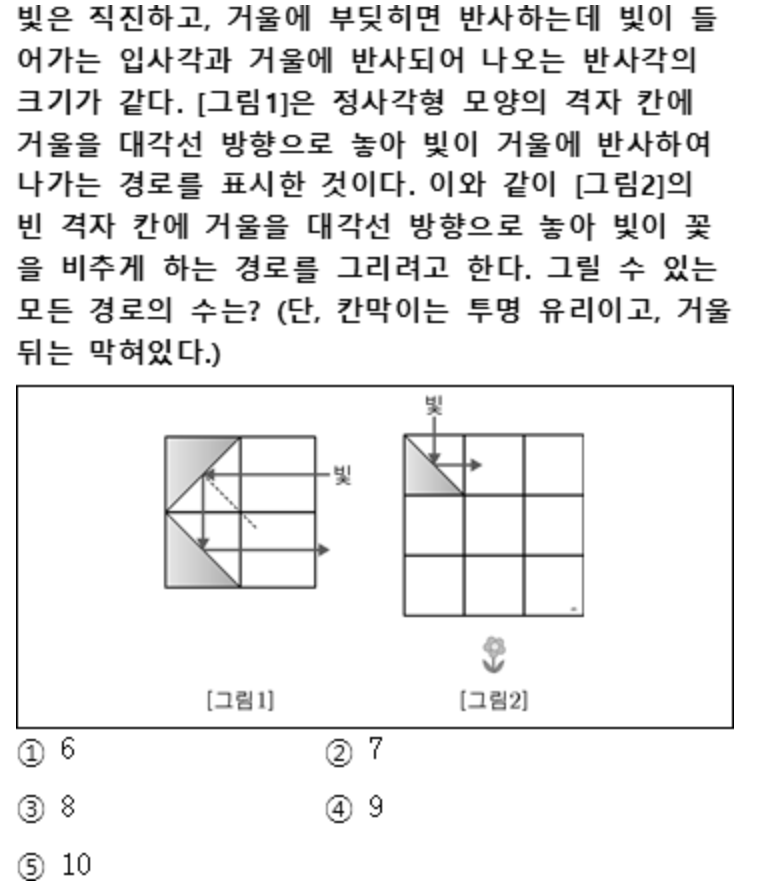 빛은 직진하고, 거울에 부딪히면 반사하는데 빛이 들
어가는 입사각과 거울에 반사되어 나오는 반사각의
크기가 같다. [그림1]은 정사각형 모양의 격자 칸에
거울을 대각선 방향으로 놓아 빛이 거울에 반사하여
나가는 경로를 표시한 것이다. 이와 같이 [그림2]의
빈 격자 칸에 거울을 대각선 방향으로 놓아 빛이 꽃
을 비추게 하는 경로를 그리려고 한다. 그릴 수 있는
모든 경로의 수는? (단, 칸막이는 투명 유리이고, 거울
뒤는 막혀있다.)
빛
빛
[그림1]
[그림2]
① 6
② 7
③ 8
④ 9
⑤ 10